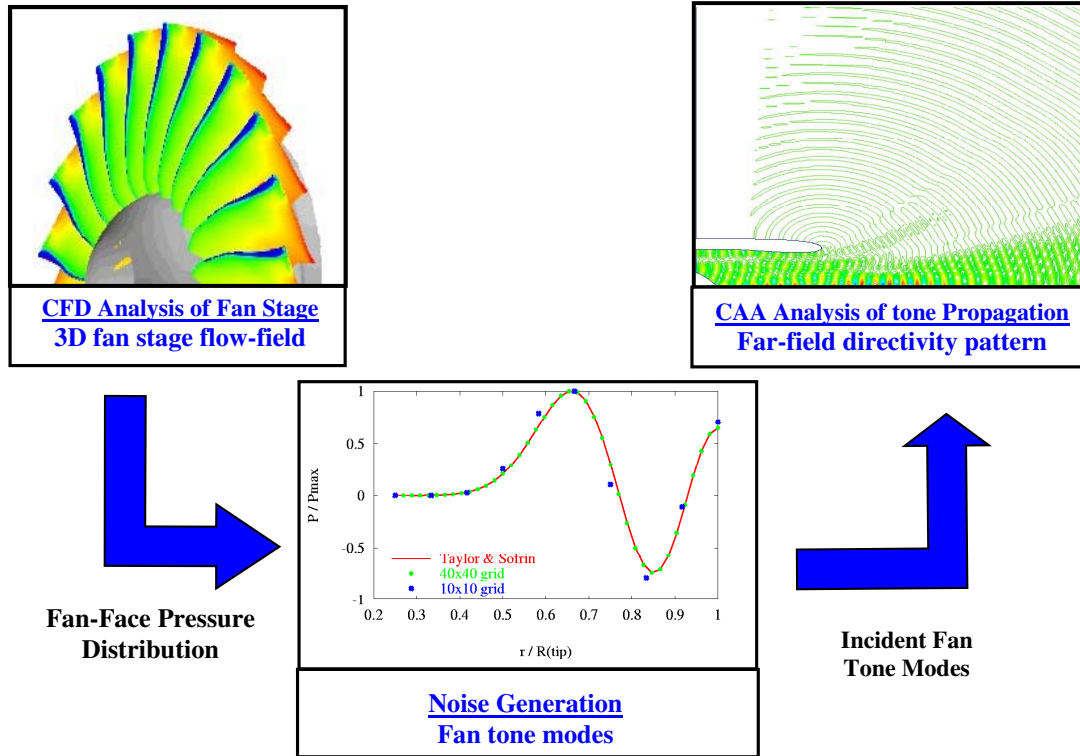 CFD Analysis of Fan Stage
3D fan stage flow-field
CAA Analysis of tone Propagation
Far-field directivity pattern
Fan-Face Pressure
Distribution
P / Pmax
1
0.5
0
-0.5
-1
Taylor & Sofrin
40x40 grid
10x10 grid
0.2 0.3 0.4 0.5 0.6 0.7 0.8 0.9 1
r / R(tip)
Noise Generation
Fan tone modes
Incident Fan
Tone Modes